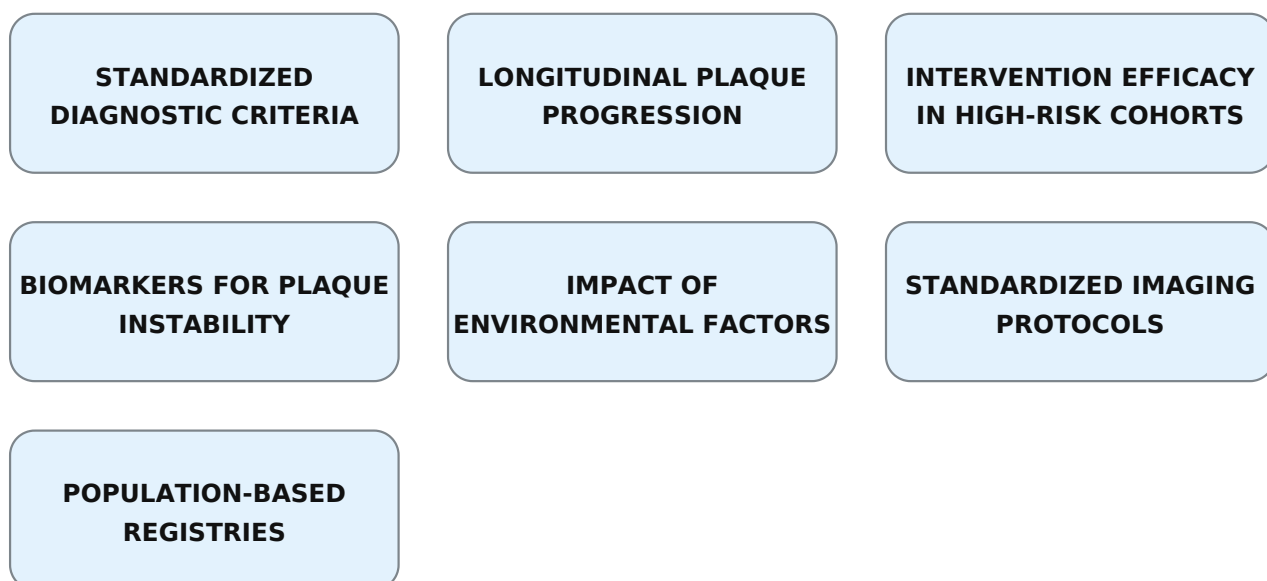 STANDARDIZED
DIAGNOSTIC CRITERIA
LONGITUDINAL PLAQUE
PROGRESSION
INTERVENTION EFFICACY
IN HIGH-RISK COHORTS
BIOMARKERS FOR PLAQUE
INSTABILITY
IMPACT OF
ENVIRONMENTAL FACTORS
STANDARDIZED IMAGING
PROTOCOLS
POPULATION-BASED
REGISTRIES